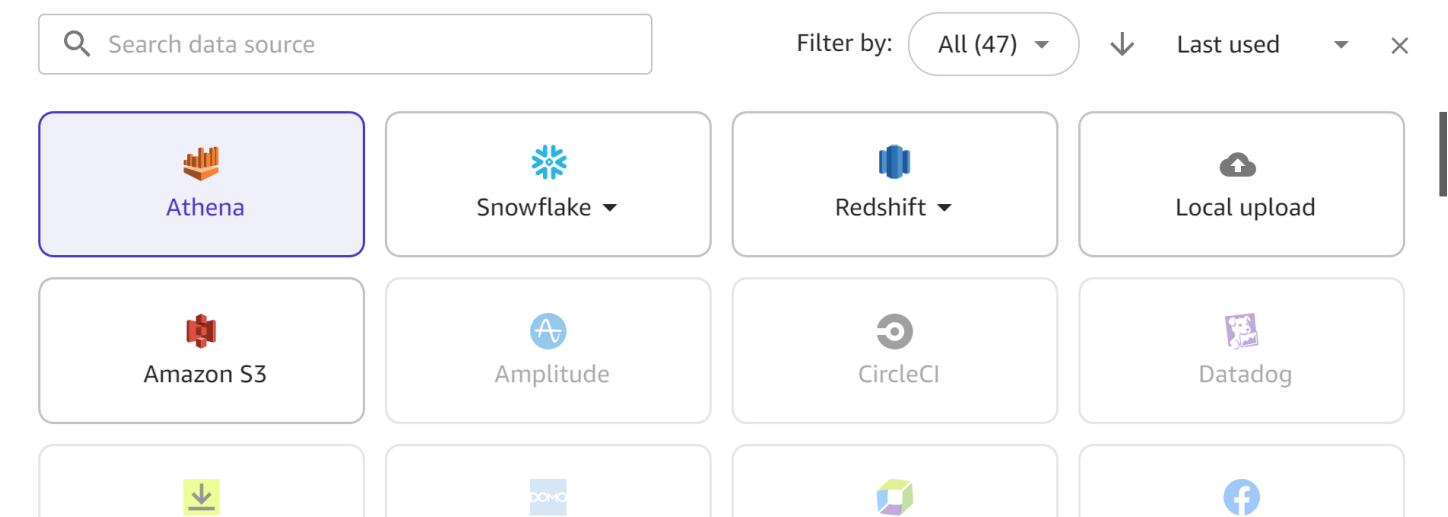 Search data source
Filter by: All (47) Last used
Athena Snowflake Redshift Local upload
Amazon S3 Amplitude CircleCI Datadog
DOMO